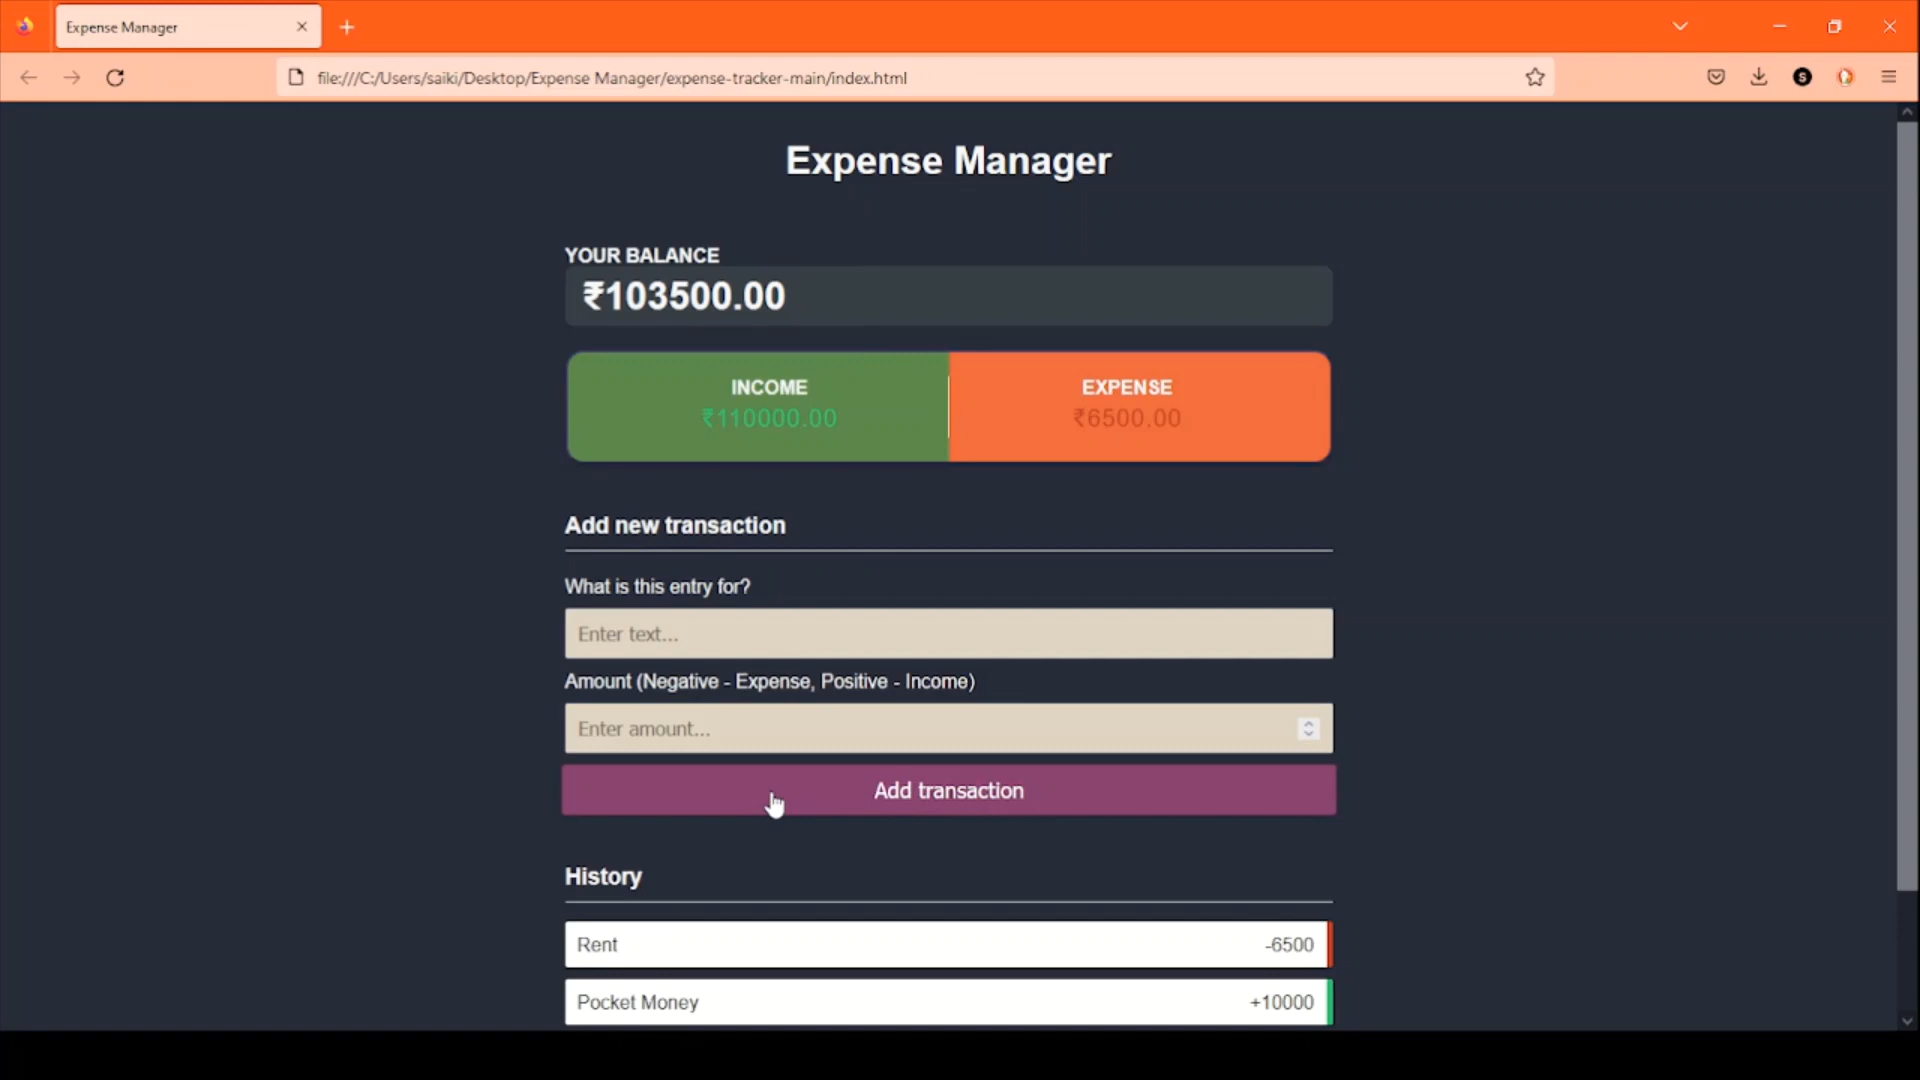 Expense Manager
file:///C:/Users/saiki/Desktop/Expense Manager/expense-tracker-main/index.html
S
Expense Manager
YOUR BALANCE
₹103500.00
INCOME
₹110000.00
EXPENSE
₹6500.00
Add new transaction
What is this entry for?
Enter text...
Amount (Negative - Expense, Positive - Income)
Enter amount...
Add transaction
History
Rent -6500
Pocket Money +10000